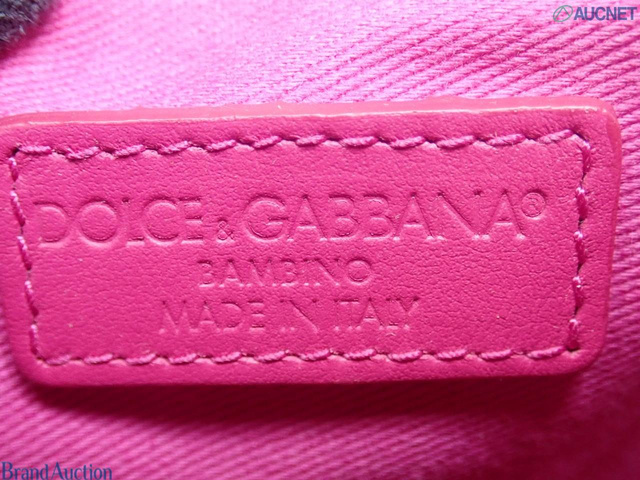 AUCNET
DOLCE & GABBANA®
BAMBINO
MADE IN ITALY
Brand Auction